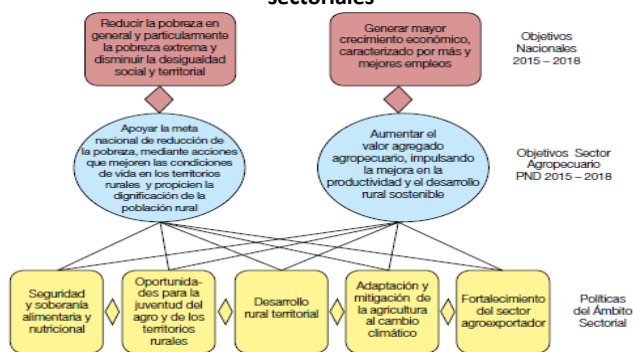 sectoriales
Reducir la pobreza en
general y particularmente
la pobreza extrema y
disminuir la desigualdad
social y territorial
Generar mayor
crecimiento económico,
caracterizado por más y
mejores empleos
Objetivos
Nacionales
2015 – 2018
Apoyar la meta
nacional de reducción de
la pobreza, mediante acciones
que mejoren las condiciones
de vida en los territorios
rurales y propicien la
dignificación de la
población rural
Aumentar el
valor agregado
agropecuario, impulsando
la mejora en la
productividad y el desarrollo
rural sostenible
Objetivos Sector
Agropecuario
PND 2015 – 2018
Seguridad
y soberanía
alimentaria y
nutricional
Oportunida-
des para la
juventud del
agro y de los
territorios
rurales
Desarrollo
rural territorial
Adaptación y
mitigación de
la agricultura
al cambio
climático
Fortalecimiento
del sector
agroexportador
Políticas
del Ámbito
Sectorial